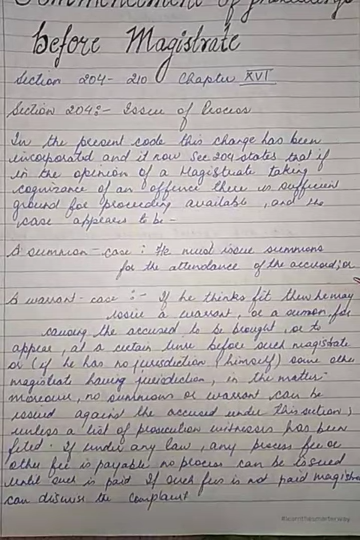 Commencement of proceedings
before Magistrate
Section 204 - 210 Chapter XVI
Section 204:- Issue of Process
In the present code this change has been
incorporated and it now Sec 204 states that if
in the openion of a Magistrate taking
cognizance of an offence there is sufficient
ground for proceeding available, and the
case appears to be -
A summon - case : He must issue summons
for the attendance of the accused; or
A warrant - case :- If he thinks fit then he may
issue a warrant, or a summon, for
causing the accused to be brought, or to
appear, at a certain time before such magistrate
or (if he has no jurisdiction himself) some other
magistrate having jurisdiction, in the matter
moreover, no summons or warrant can be
issued against the accused under this section,
unless a list of prosecution witnesses has been
filed. If under any law, any process fee or
other fee is payable no process can be issued
until such is paid If such fees is not paid magistrate
can dismiss the complaint